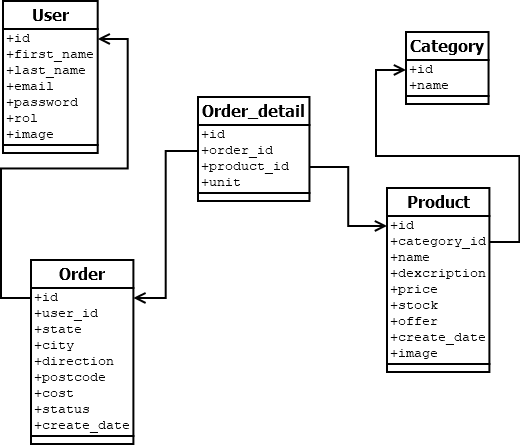 User
+id
+first_name
+last_name
+email
+password
+rol
+image
Category
+id
+name
Order_detail
+id
+order_id
+product_id
+unit
Product
+id
+category_id
+name
+dexcription
+price
+stock
+offer
+create_date
+image
Order
+id
+user_id
+state
+city
+direction
+postcode
+cost
+status
+create_date